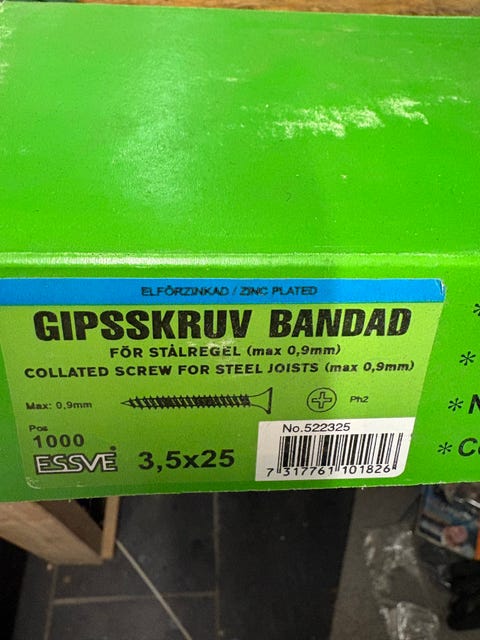 ELFÖRZINKAD / ZINC PLATED
GIPSSKRUV BANDAD
FÖR STÅLREGEL (max 0,9mm)
COLLATED SCREW FOR STEEL JOISTS (max 0,9mm)
Max: 0,9mm
Ph2
Pcs
1000
ESSVE
3,5x25
No.522325
7 317761 101826
*
*
* N
* Co